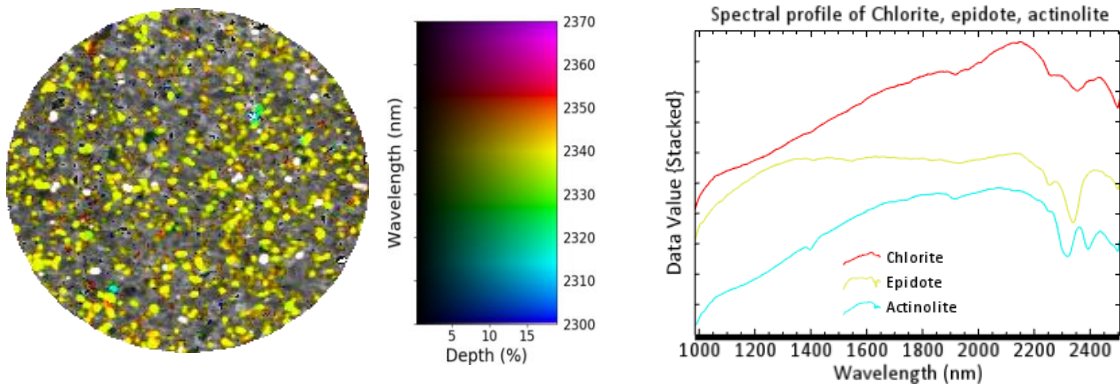 2370
2360
2350
2340
2330
2320
2310
2300
Wavelength (nm)
5 10 15
Depth (%)
Spectral profile of Chlorite, epidote, actinolite
Data Value {Stacked}
Chlorite
Epidote
Actinolite
1000 1200 1400 1600 1800 2000 2200 2400
Wavelength (nm)